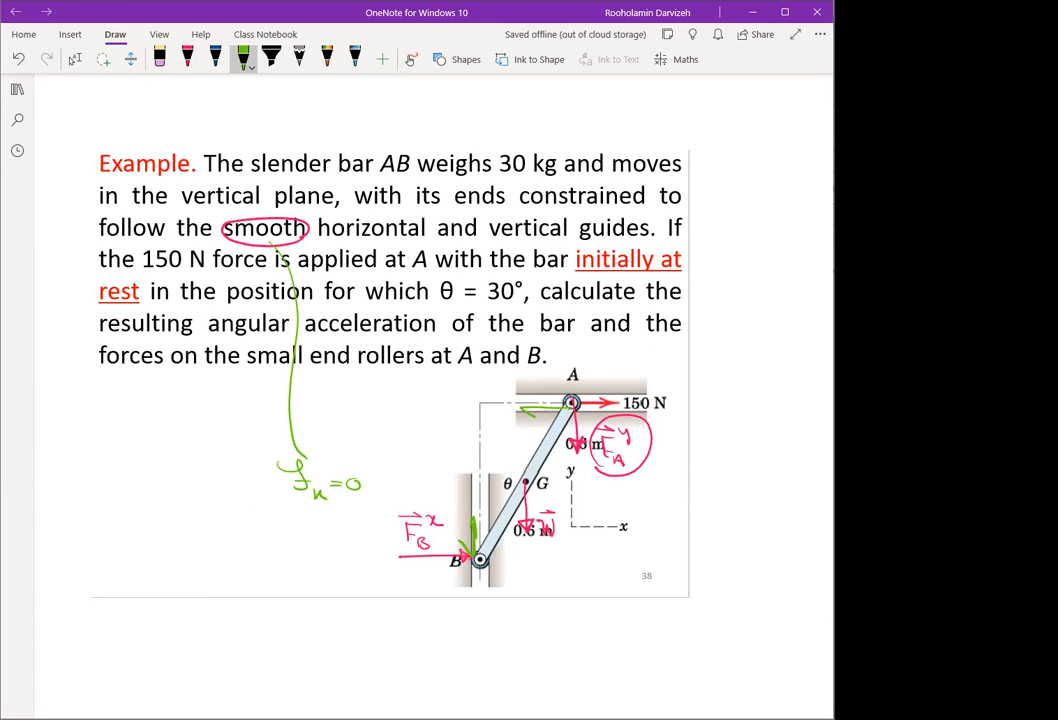 OneNote for Windows 10
Rooholamin Darvizeh
Home Insert Draw View Help Class Notebook
Saved offline (out of cloud storage)
Share
Shapes
Ink to Shape
Ink to Text
Maths
Example. The slender bar AB weighs 30 kg and moves
in the vertical plane, with its ends constrained to
follow the smooth horizontal and vertical guides. If
the 150 N force is applied at A with the bar initially at
rest in the position for which θ = 30°, calculate the
resulting angular acceleration of the bar and the
forces on the small end rollers at A and B.
A
150 N
F_A^y
y
θ
G
f_k=0
W
0.6 m
x
F_B^x
B
38